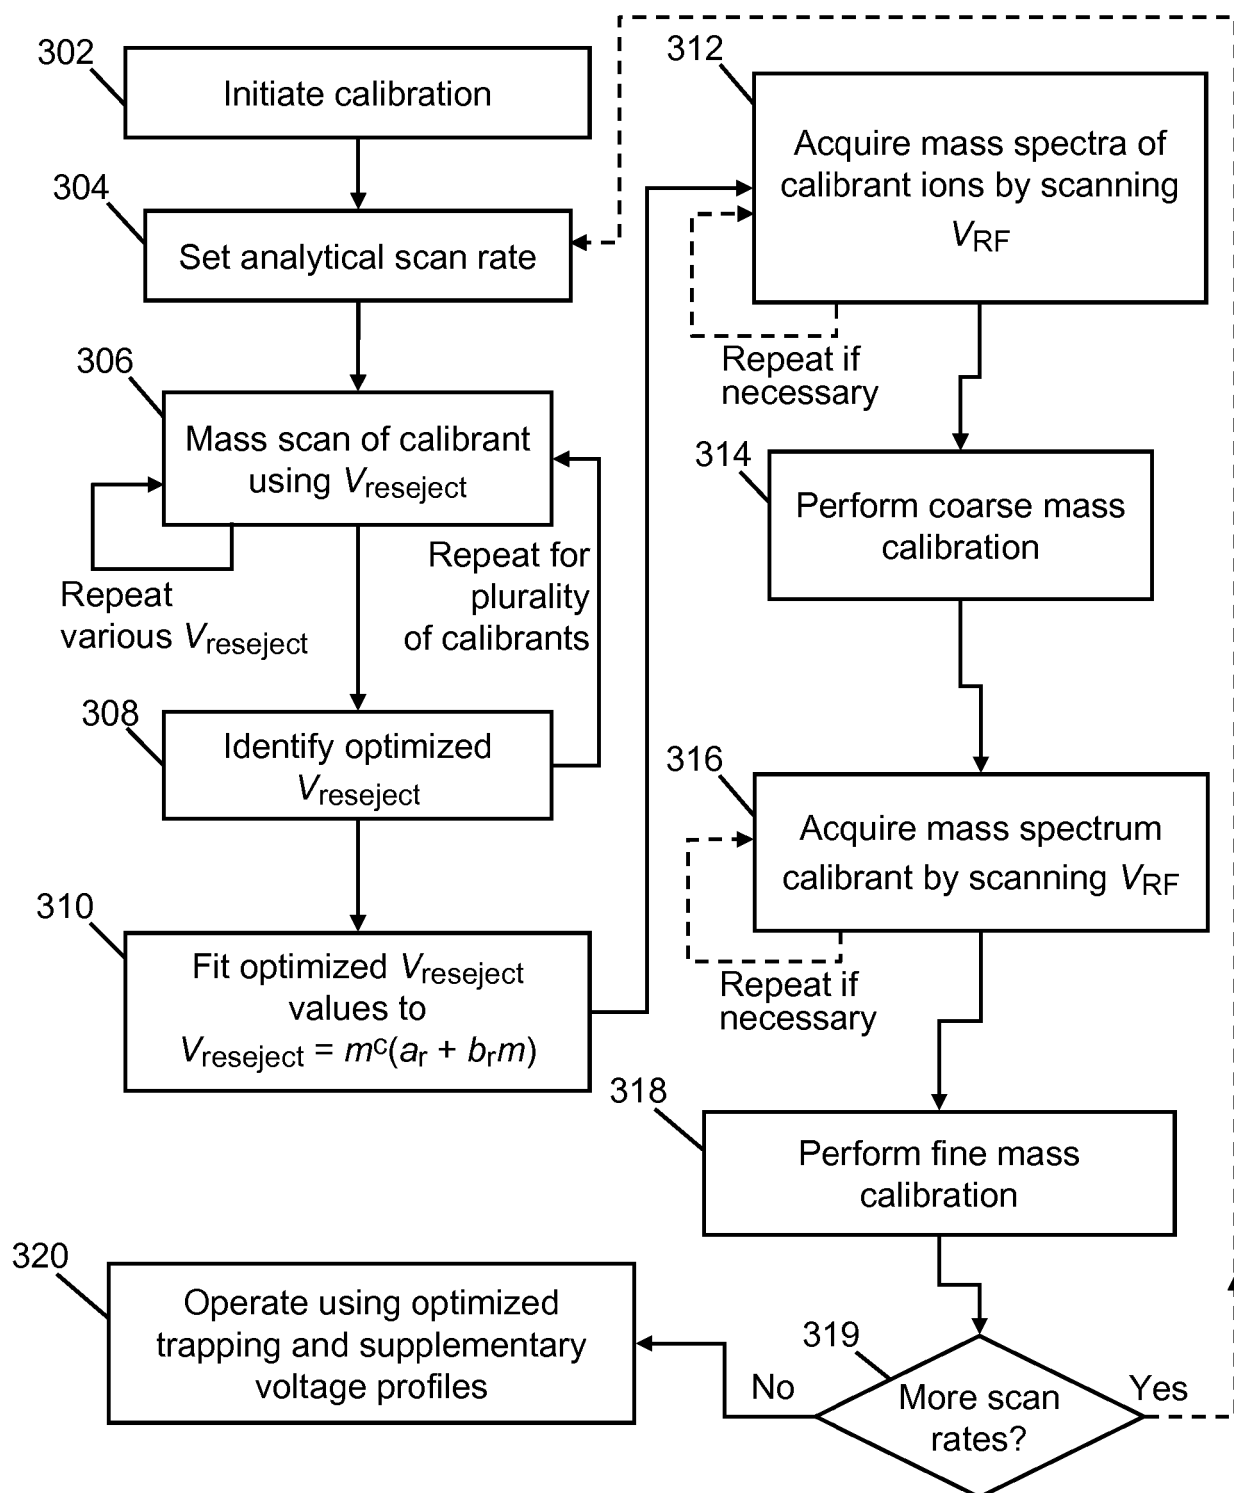 302
Initiate calibration
304
Set analytical scan rate
306
Mass scan of calibrant
using Vreseject
Repeat
various Vreseject
Repeat for
plurality
of calibrants
308
Identify optimized
Vreseject
310
Fit optimized Vreseject
values to
Vreseject = mc(ar + brm)
312
Acquire mass spectra of
calibrant ions by scanning
VRF
Repeat if
necessary
314
Perform coarse mass
calibration
316
Acquire mass spectrum
calibrant by scanning VRF
Repeat if
necessary
318
Perform fine mass
calibration
319
More scan
rates?
No
Yes
320
Operate using optimized
trapping and supplementary
voltage profiles